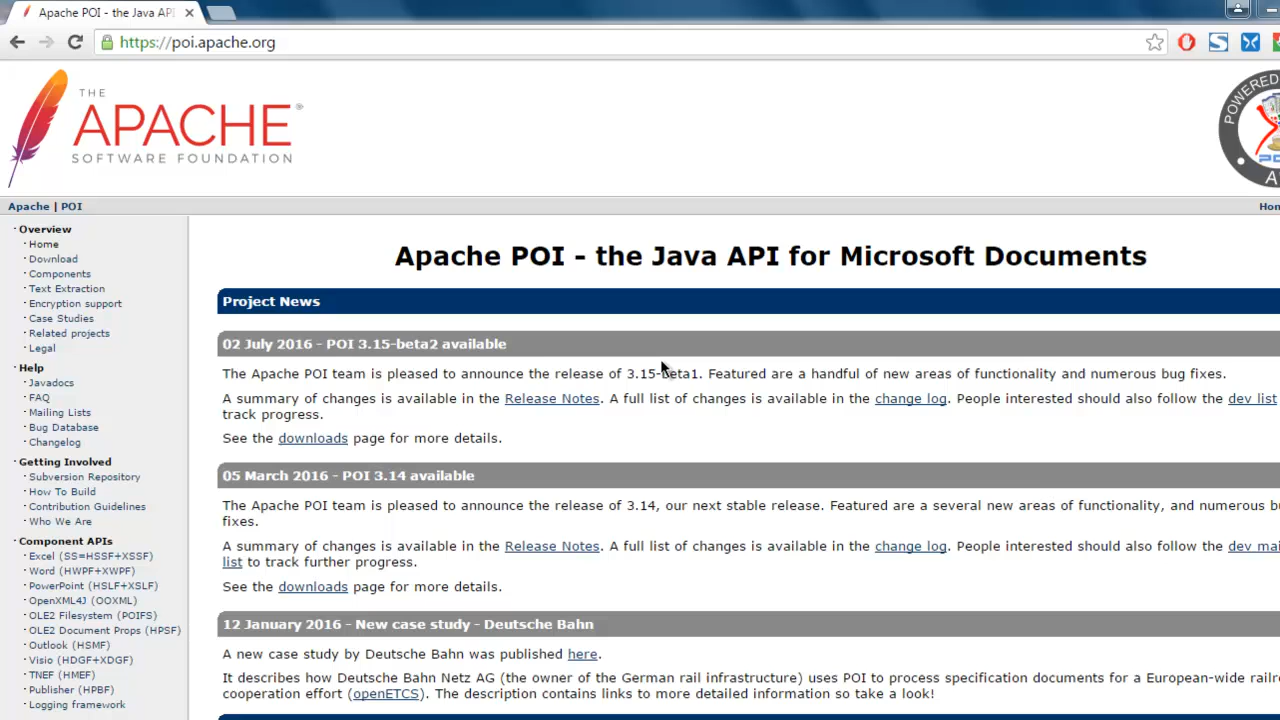 Apache POI - the Java API
https://poi.apache.org
THE
APACHE®
SOFTWARE FOUNDATION
POWERED
Apache | POI
Overview
Home
Download
Components
Text Extraction
Encryption support
Case Studies
Related projects
Legal
Help
Javadocs
FAQ
Mailing Lists
Bug Database
Changelog
Getting Involved
Subversion Repository
How To Build
Contribution Guidelines
Who We Are
Component APIs
Excel (SS=HSSF+XSSF)
Word (HWPF+XWPF)
PowerPoint (HSLF+XSLF)
OpenXML4J (OOXML)
OLE2 Filesystem (POIFS)
OLE2 Document Props (HPSF)
Outlook (HSMF)
Visio (HDGF+XDGF)
TNEF (HMEF)
Publisher (HPBF)
Logging framework
Apache POI - the Java API for Microsoft Documents
Project News
02 July 2016 - POI 3.15-beta2 available
The Apache POI team is pleased to announce the release of 3.15-beta1. Featured are a handful of new areas of functionality and numerous bug fixes.
A summary of changes is available in the Release Notes. A full list of changes is available in the change log. People interested should also follow the dev list
track progress.
See the downloads page for more details.
05 March 2016 - POI 3.14 available
The Apache POI team is pleased to announce the release of 3.14, our next stable release. Featured are a several new areas of functionality, and numerous bu
fixes.
A summary of changes is available in the Release Notes. A full list of changes is available in the change log. People interested should also follow the dev mai
list to track further progress.
See the downloads page for more details.
12 January 2016 - New case study - Deutsche Bahn
A new case study by Deutsche Bahn was published here.
It describes how Deutsche Bahn Netz AG (the owner of the German rail infrastructure) uses POI to process specification documents for a European-wide railro
cooperation effort (openETCS). The description contains links to more detailed information so take a look!